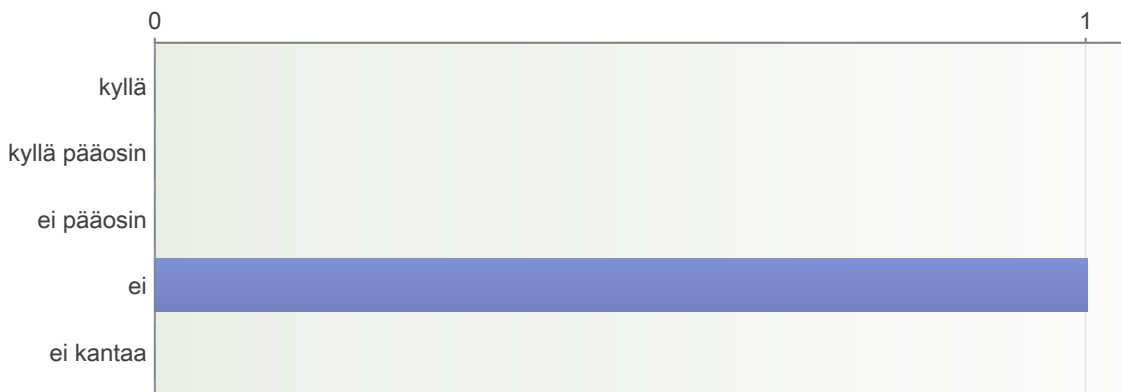 0 1
kyllä
kyllä pääosin
ei pääosin
ei
ei kantaa